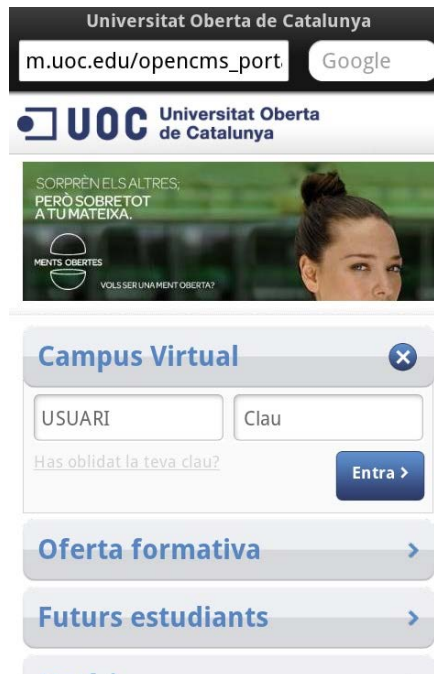 Universitat Oberta de Catalunya
m.uoc.edu/opencms_port
Google
UOC Universitat Oberta
de Catalunya
SORPRÈN ELS ALTRES;
PERÒ SOBRETOT
A TU MATEIXA.
MENTS OBERTES
VOLS SER UNA MENT OBERTA?
Campus Virtual
USUARI
Clau
Has oblidat la teva clau?
Entra >
Oferta formativa
Futurs estudiants